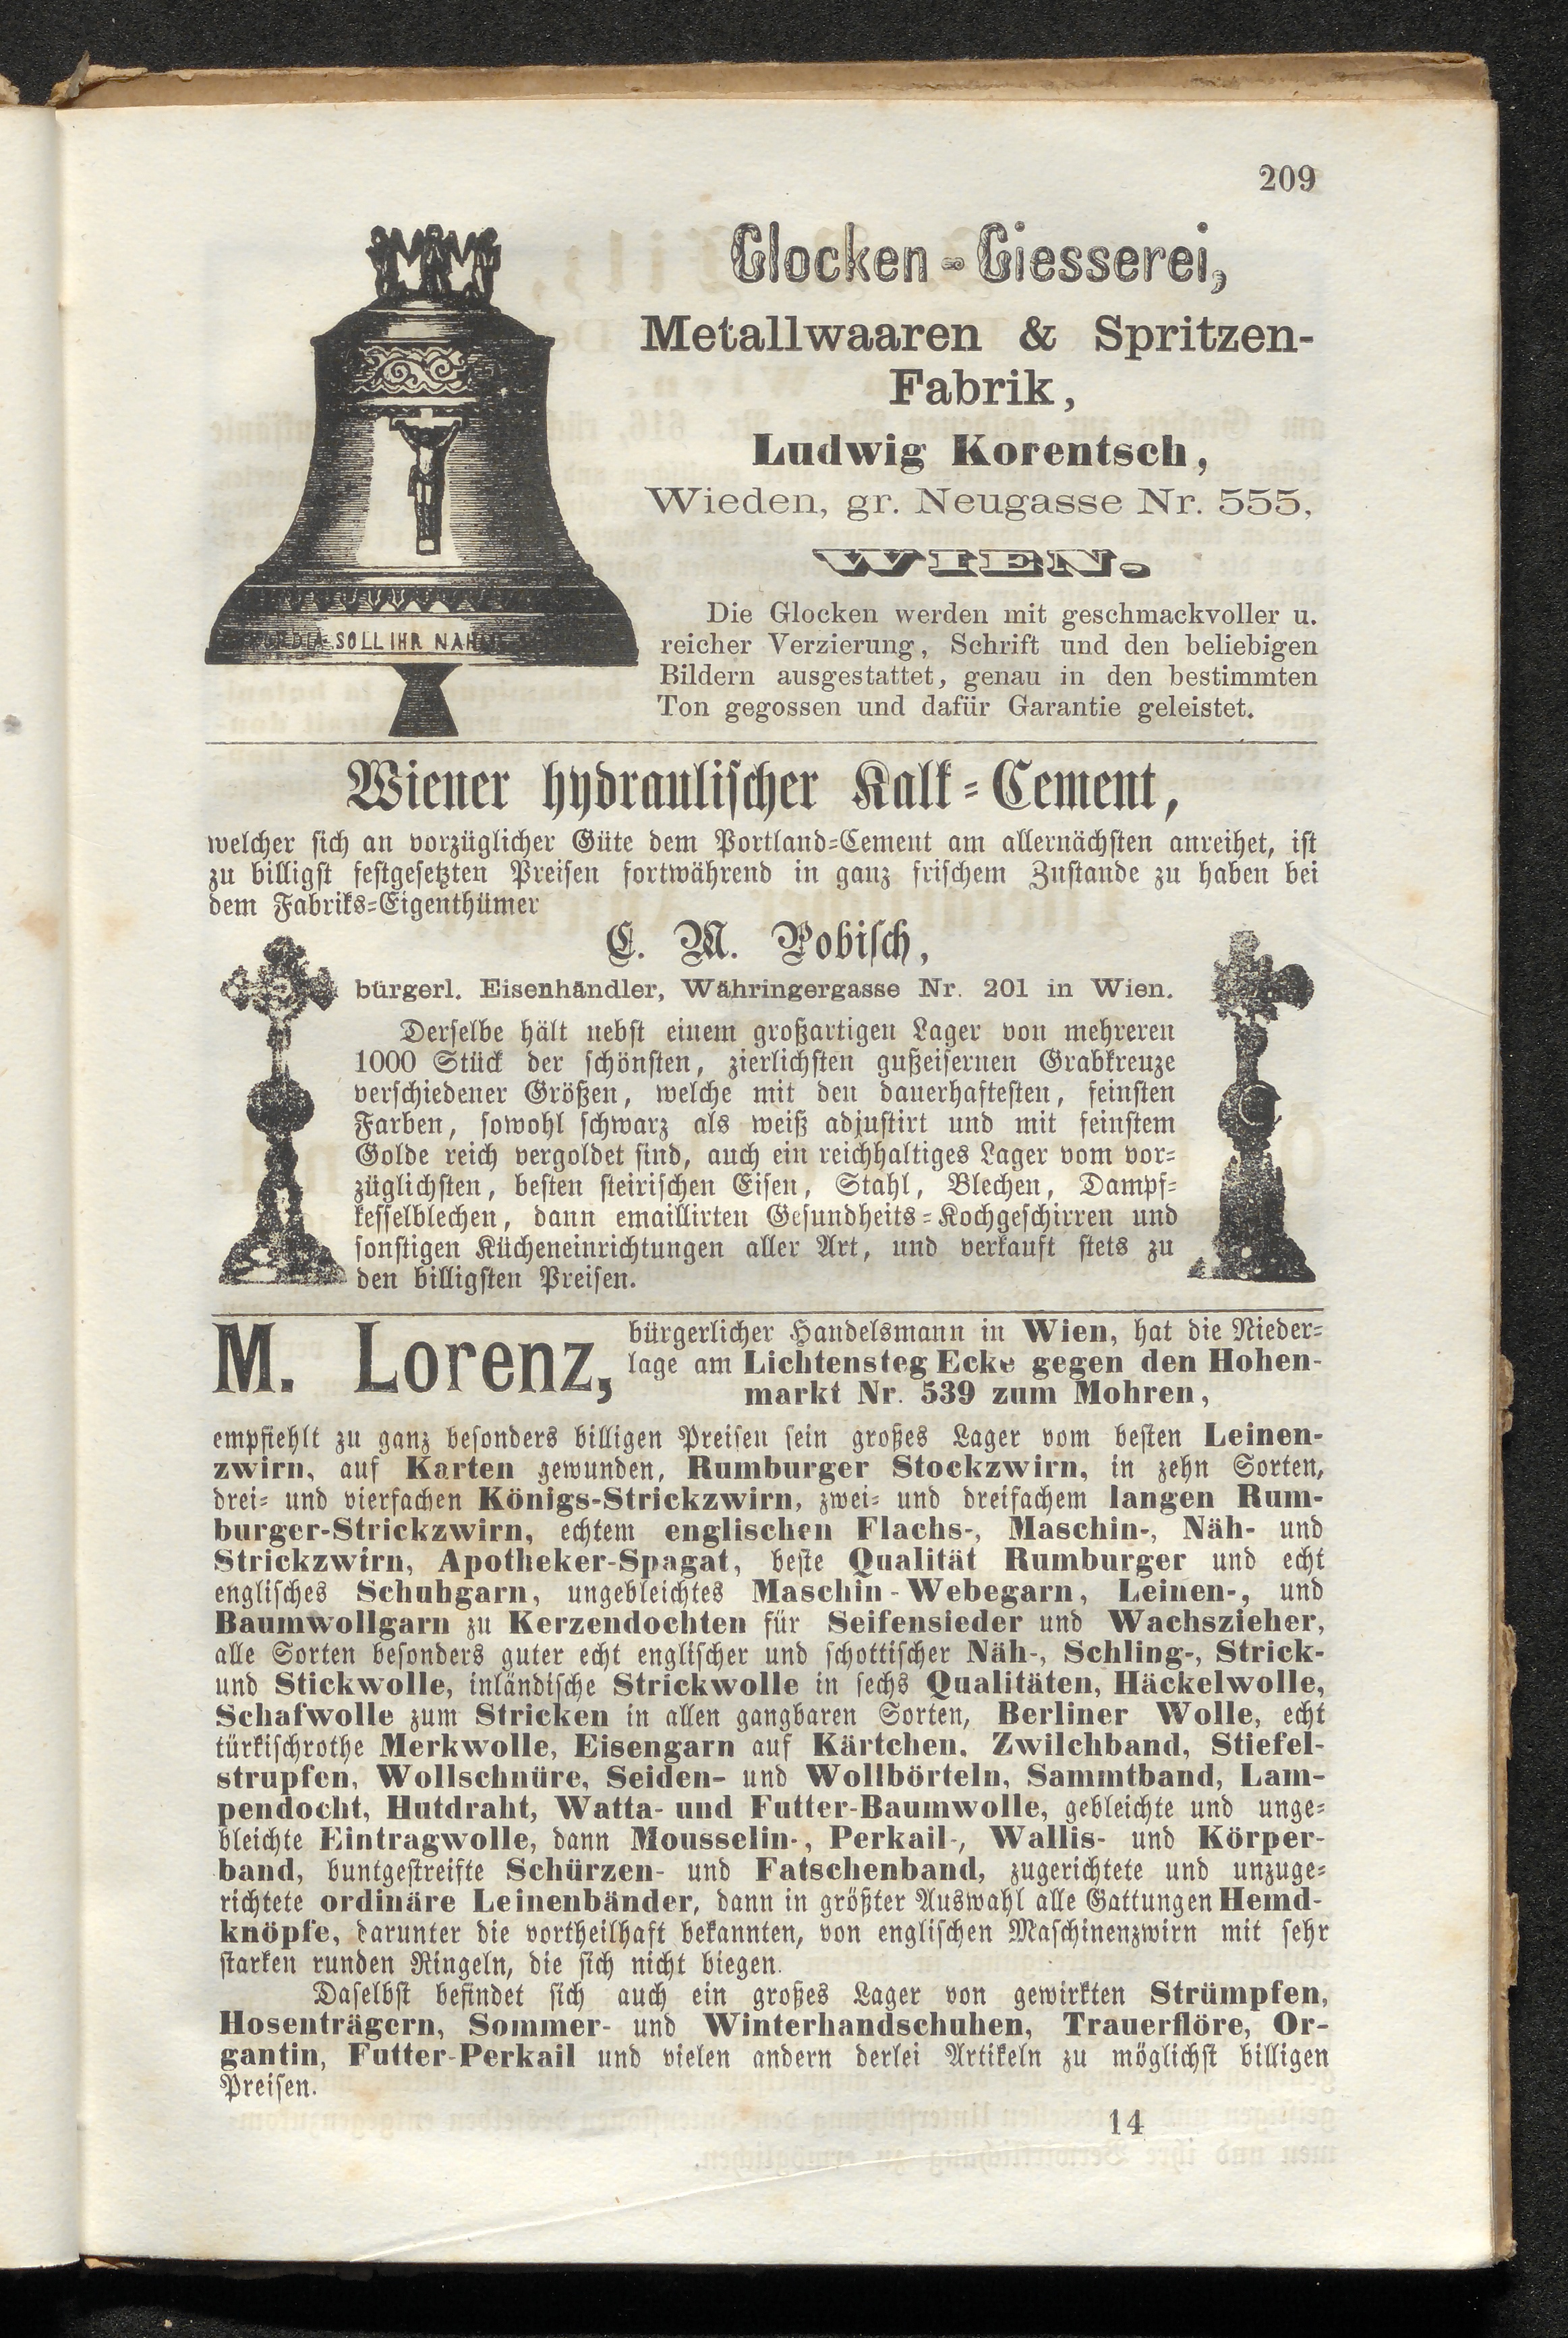 209
Glocken-Giesserei,
Metallwaaren & Spritzen-
Fabrik,
Ludwig Korentsch,
Wieden, gr. Neugasse Nr. 555,
WIEN.
Die Glocken werden mit geschmackvoller u.
reicher Verzierung, Schrift und den beliebigen
Bildern ausgestattet, genau in den bestimmten
Ton gegossen und dafür Garantie geleistet.
SOLL IHR
Wiener hydraulischer Kalk-Cement,
welcher sich an vorzüglicher Güte dem Portland-Cement am allernächsten anreihet, ist
zu billigst festgesetzten Preisen fortwährend in ganz frischem Zustande zu haben bei
dem Fabriks-Eigenthümer
C. M. Pobisch,
bürgerl. Eisenhändler, Währingergasse Nr. 201 in Wien.
Derselbe hält nebst einem großartigen Lager von mehreren
1000 Stück der schönsten, zierlichsten gußeisernen Grabkreuze
verschiedener Größen, welche mit den dauerhaftesten, feinsten
Farben, sowohl schwarz als weiß adjustirt und mit feinstem
Golde reich vergoldet sind, auch ein reichhaltiges Lager vom vor-
züglichsten, besten steirischen Eisen, Stahl, Blechen, Dampf-
kesselblechen, dann emaillirten Gesundheits-Kochgeschirren und
sonstigen Kücheneinrichtungen aller Art, und verkauft stets zu
den billigsten Preisen.
M. Lorenz,
bürgerlicher Handelsmann in Wien, hat die Nieder-
lage am Lichtensteg Ecke gegen den Hohen-
markt Nr. 539 zum Mohren,
empfiehlt zu ganz besonders billigen Preisen sein großes Lager vom besten Leinen-
zwirn, auf Karten gewunden, Rumburger Stockzwirn, in zehn Sorten,
drei- und vierfachen Königs-Strickzwirn, zwei- und dreifachem langen Rum-
burger-Strickzwirn, echtem englischen Flachs-, Maschin-, Näh- und
Strickzwirn, Apotheker-Spagat, beste Qualität Rumburger und echt
englisches Schuhgarn, ungebleichtes Maschin-Webegarn, Leinen-, und
Baumwollgarn zu Kerzendochten für Seifensieder und Wachszieher,
alle Sorten besonders guter echt englischer und schottischer Näh-, Schling-, Strick-
und Stickwolle, inländische Strickwolle in sechs Qualitäten, Häckelwolle,
Schafwolle zum Stricken in allen gangbaren Sorten, Berliner Wolle, echt
türkischrothe Merkwolle, Eisengarn auf Kärtchen, Zwilchband, Stiefel-
strupfen, Wollschnüre, Seiden- und Wollbörteln, Sammtband, Lam-
pendocht, Hutdraht, Watta- und Futter-Baumwolle, gebleichte und unge-
bleichte Eintragwolle, dann Mousselin-, Perkail-, Wallis- und Körper-
band, buntgestreifte Schürzen- und Fatschenband, zugerichtete und unzuge-
richtete ordinäre Leinenbänder, dann in größter Auswahl alle Gattungen Hemd-
knöpfe, darunter die vortheilhaft bekannten, von englischen Maschinenzwirn mit sehr
starken runden Ringeln, die sich nicht biegen.
Daselbst befindet sich auch ein großes Lager von gewirkten Strümpfen,
Hosenträgern, Sommer- und Winterhandschuhen, Trauerflöre, Or-
gantin, Futter-Perkail und vielen andern derlei Artikeln zu möglichst billigen
Preisen.
14